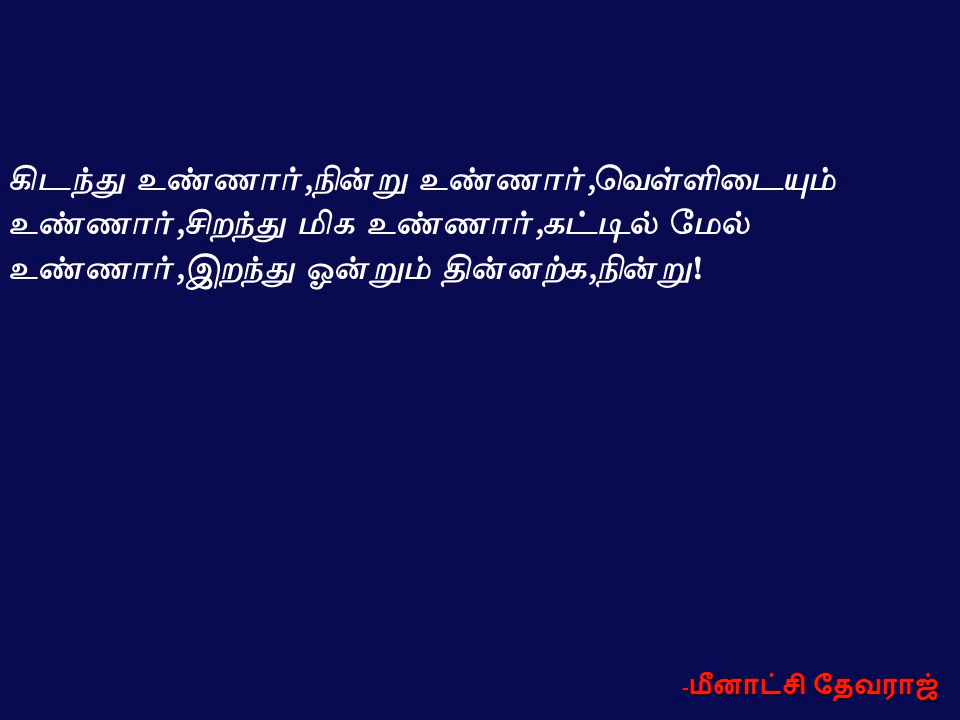 கிடந்து உண்ணார்,நின்று உண்ணார்,வெள்ளிடையும்
உண்ணார்,சிறந்து மிக உண்ணார்,கட்டில் மேல்
உண்ணார்,இறந்து ஒன்றும் தின்னற்க,நின்று!
-மீனாட்சி தேவராஜ்